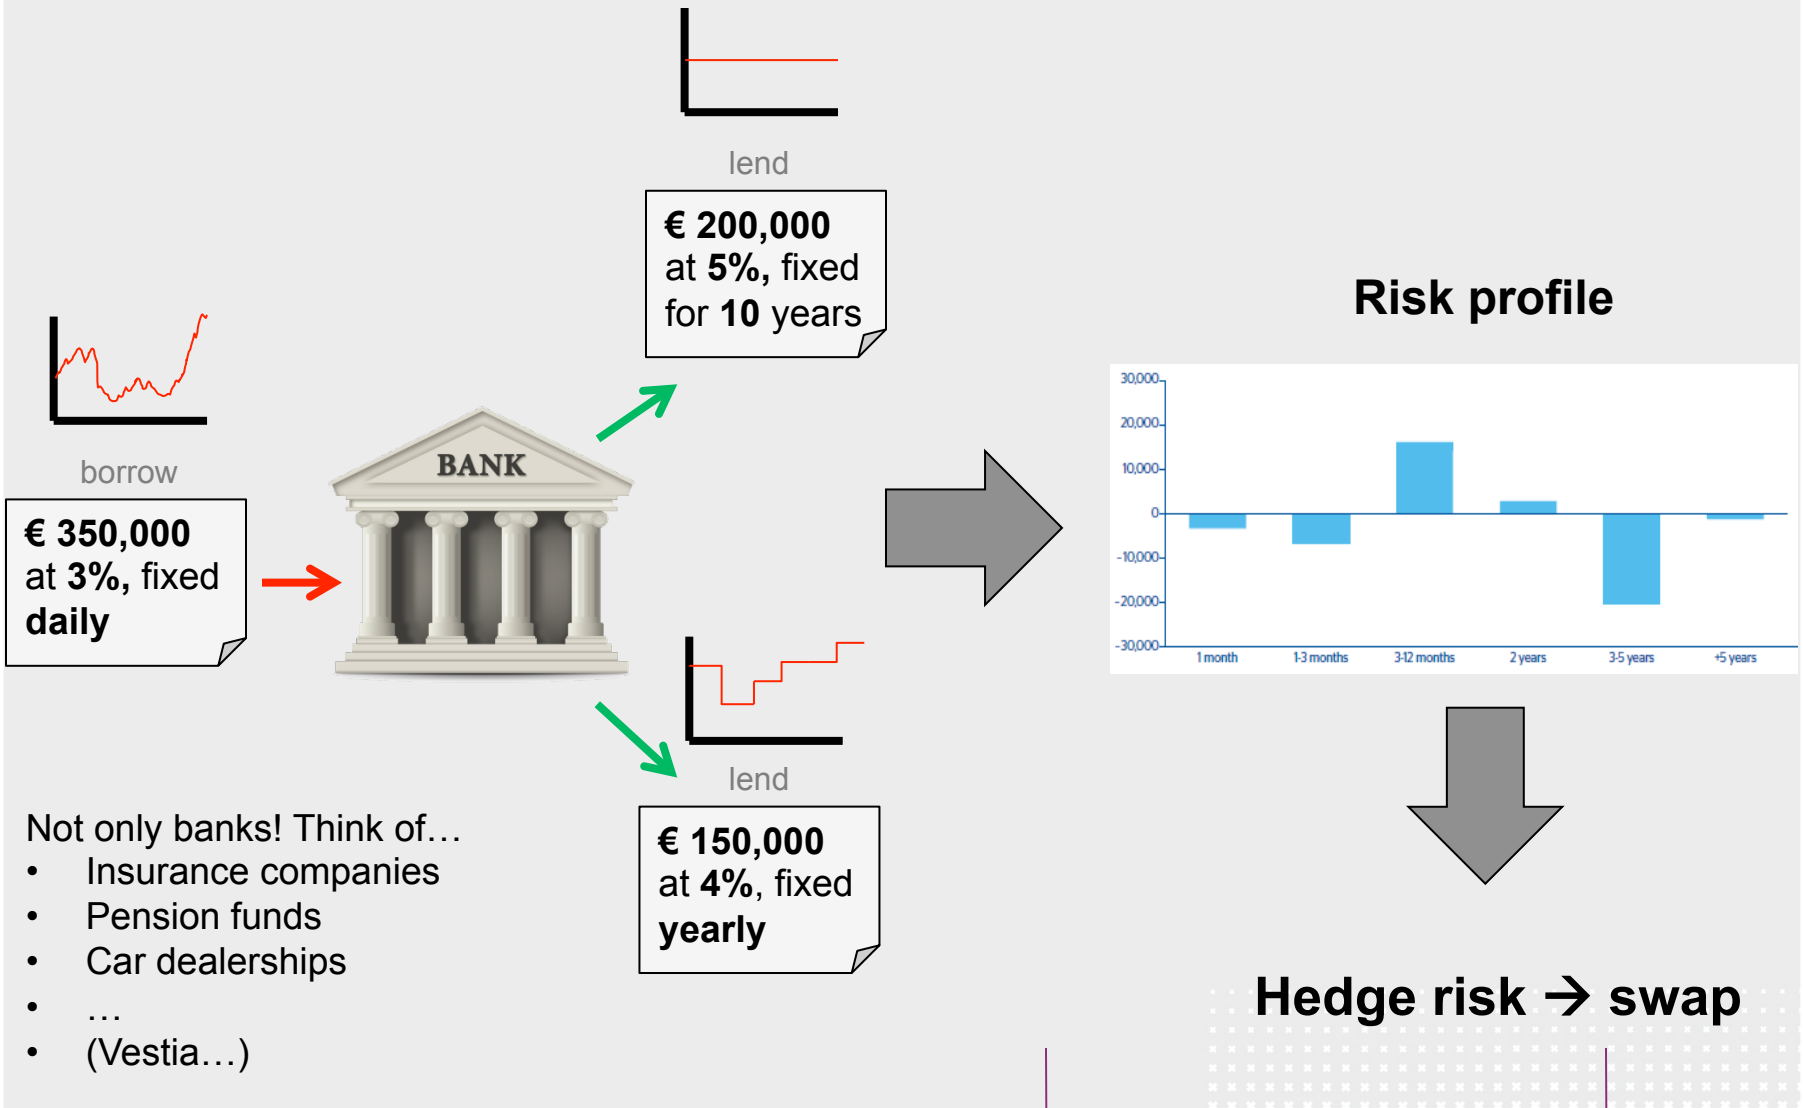 lend
€ 200,000
at 5%, fixed
for 10 years
borrow
€ 350,000
at 3%, fixed
daily
BANK
lend
€ 150,000
at 4%, fixed
yearly
Not only banks! Think of…
• Insurance companies
• Pension funds
• Car dealerships
• …
• (Vestia…)
Risk profile
30,000
20,000
10,000
0
-10,000
-20,000
-30,000
1 month 1-3 months 3-12 months 2 years 3-5 years +5 years
Hedge risk → swap